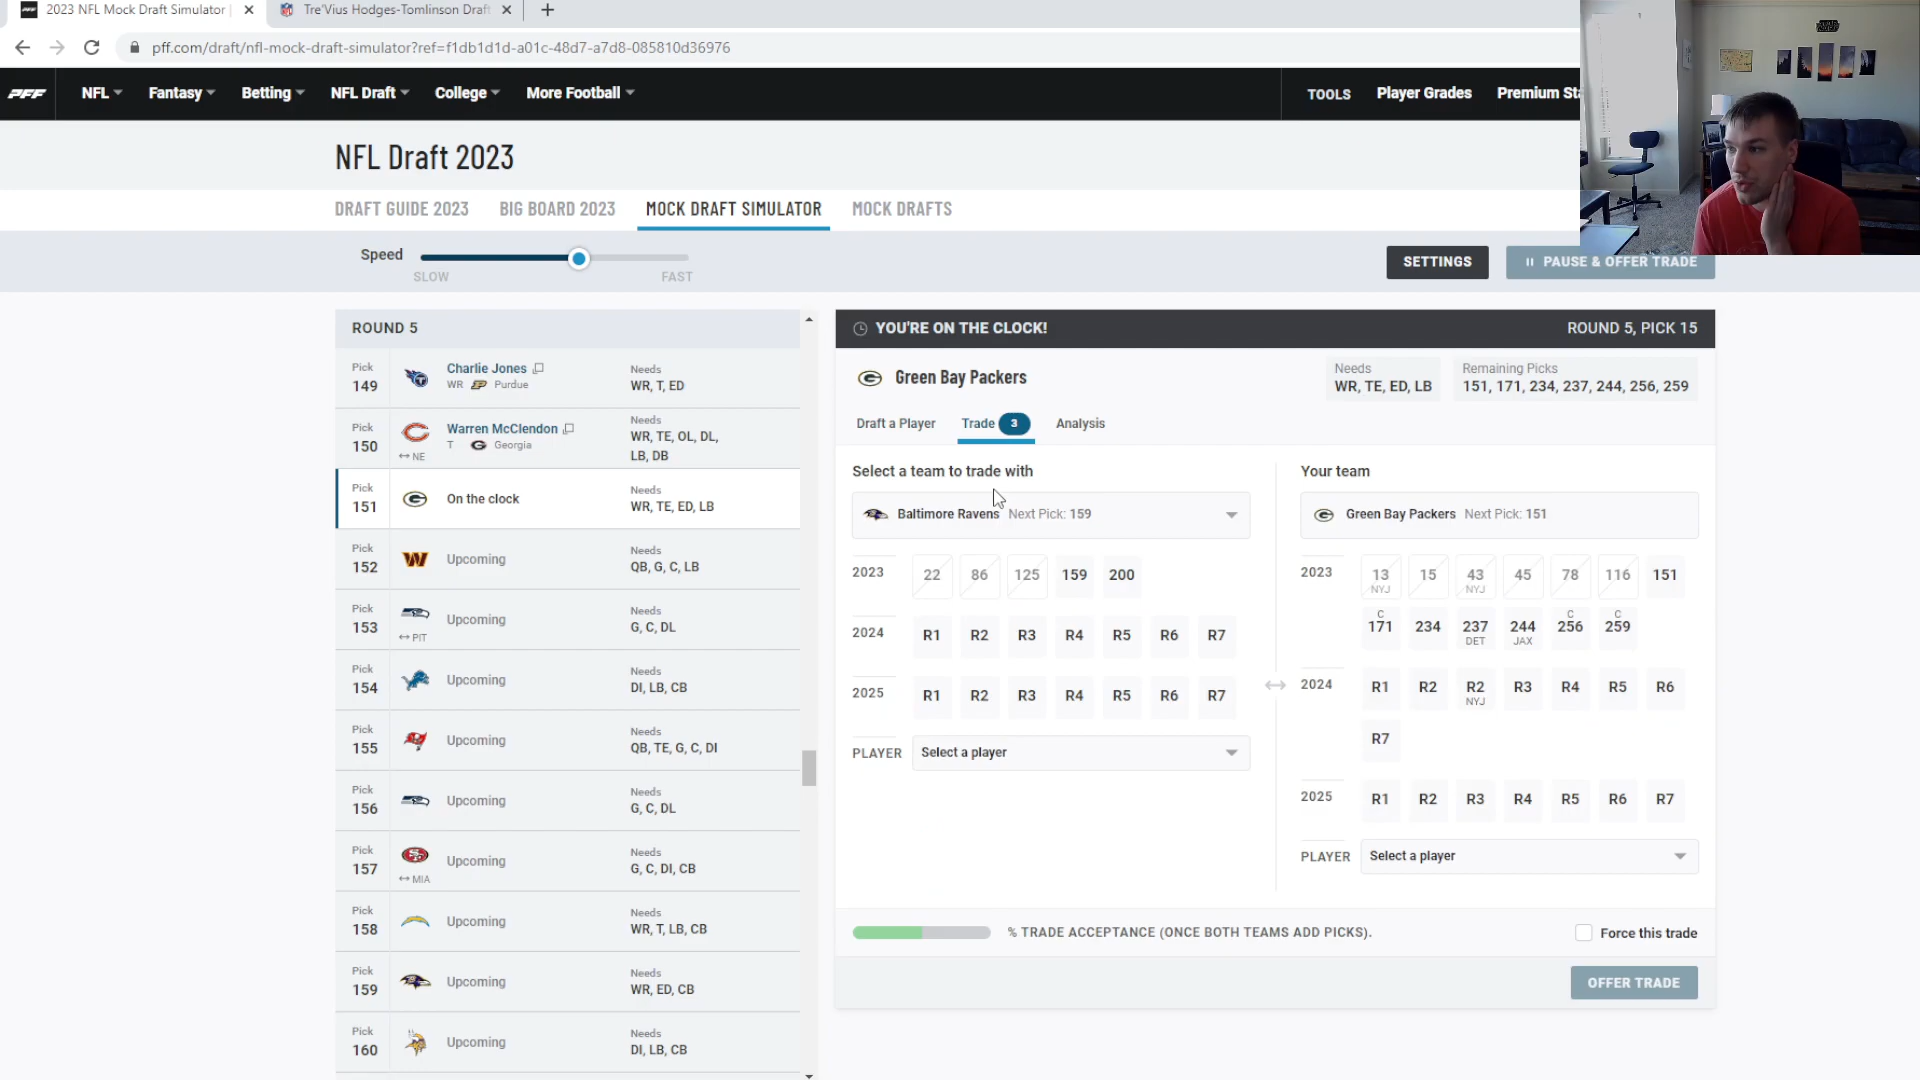 2023 NFL Mock Draft Simulator |
Tre'Vius Hodges-Tomlinson Draft
pff.com/draft/nfl-mock-draft-simulator?ref=f1db1d1d-a01c-48d7-a7d8-085810d36976
PFF NFL Fantasy Betting NFL Draft College More Football TOOLS Player Grades Premium Sta
NFL Draft 2023
DRAFT GUIDE 2023 BIG BOARD 2023 MOCK DRAFT SIMULATOR MOCK DRAFTS
Speed
SLOW FAST
SETTINGS
PAUSE & OFFER TRADE
ROUND 5
Pick 149
Charlie Jones
WR Purdue
Needs
WR, T, ED
Pick 150
NE
Warren McClendon
T Georgia
Needs
WR, TE, OL, DL,
LB, DB
Pick 151
On the clock
Needs
WR, TE, ED, LB
Pick 152
Upcoming
Needs
QB, G, C, LB
Pick 153
PIT
Upcoming
Needs
G, C, DL
Pick 154
Upcoming
Needs
DI, LB, CB
Pick 155
Upcoming
Needs
QB, TE, G, C, DI
Pick 156
Upcoming
Needs
G, C, DL
Pick 157
MIA
Upcoming
Needs
G, C, DI, CB
Pick 158
Upcoming
Needs
WR, T, LB, CB
Pick 159
Upcoming
Needs
WR, ED, CB
Pick 160
Upcoming
Needs
DI, LB, CB
YOU'RE ON THE CLOCK! ROUND 5, PICK 15
Green Bay Packers
Needs
WR, TE, ED, LB
Remaining Picks
151, 171, 234, 237, 244, 256, 259
Draft a Player Trade 3 Analysis
Select a team to trade with
Baltimore Ravens Next Pick: 159
2023 22 86 125 159 200
2024 R1 R2 R3 R4 R5 R6 R7
2025 R1 R2 R3 R4 R5 R6 R7
PLAYER Select a player
Your team
Green Bay Packers Next Pick: 151
2023 13 15 43 45 78 116 151
NYJ NYJ
C C C
171 234 237 244 256 259
DET JAX
2024 R1 R2 R2 R3 R4 R5 R6
NYJ
R7
2025 R1 R2 R3 R4 R5 R6 R7
PLAYER Select a player
% TRADE ACCEPTANCE (ONCE BOTH TEAMS ADD PICKS).
Force this trade
OFFER TRADE